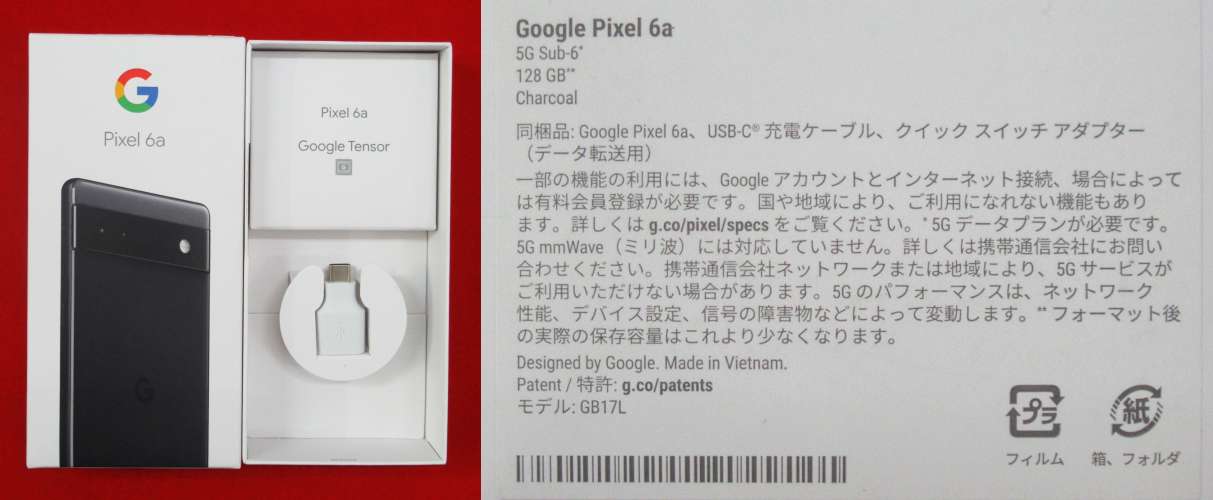 Pixel 6a
Pixel 6a
Google Tensor
Google Pixel 6a
5G Sub-6*
128 GB**
Charcoal
同梱品: Google Pixel 6a、USB-C® 充電ケーブル、クイック スイッチ アダプター
（データ転送用）
一部の機能の利用には、Google アカウントとインターネット接続、場合によって
は有料会員登録が必要です。国や地域により、ご利用になれない機能もあり
ます。詳しくは g.co/pixel/specs をご覧ください。* 5G データプランが必要です。
5G mmWave（ミリ波）には対応していません。詳しくは携帯通信会社にお問い
合わせください。携帯通信会社ネットワークまたは地域により、5G サービスが
ご利用いただけない場合があります。5G のパフォーマンスは、ネットワーク
性能、デバイス設定、信号の障害物などによって変動します。** フォーマット後
の実際の保存容量はこれより少なくなります。
Designed by Google. Made in Vietnam.
Patent / 特許: g.co/patents
モデル: GB17L
プラ
紙
フィルム
箱、フォルダ